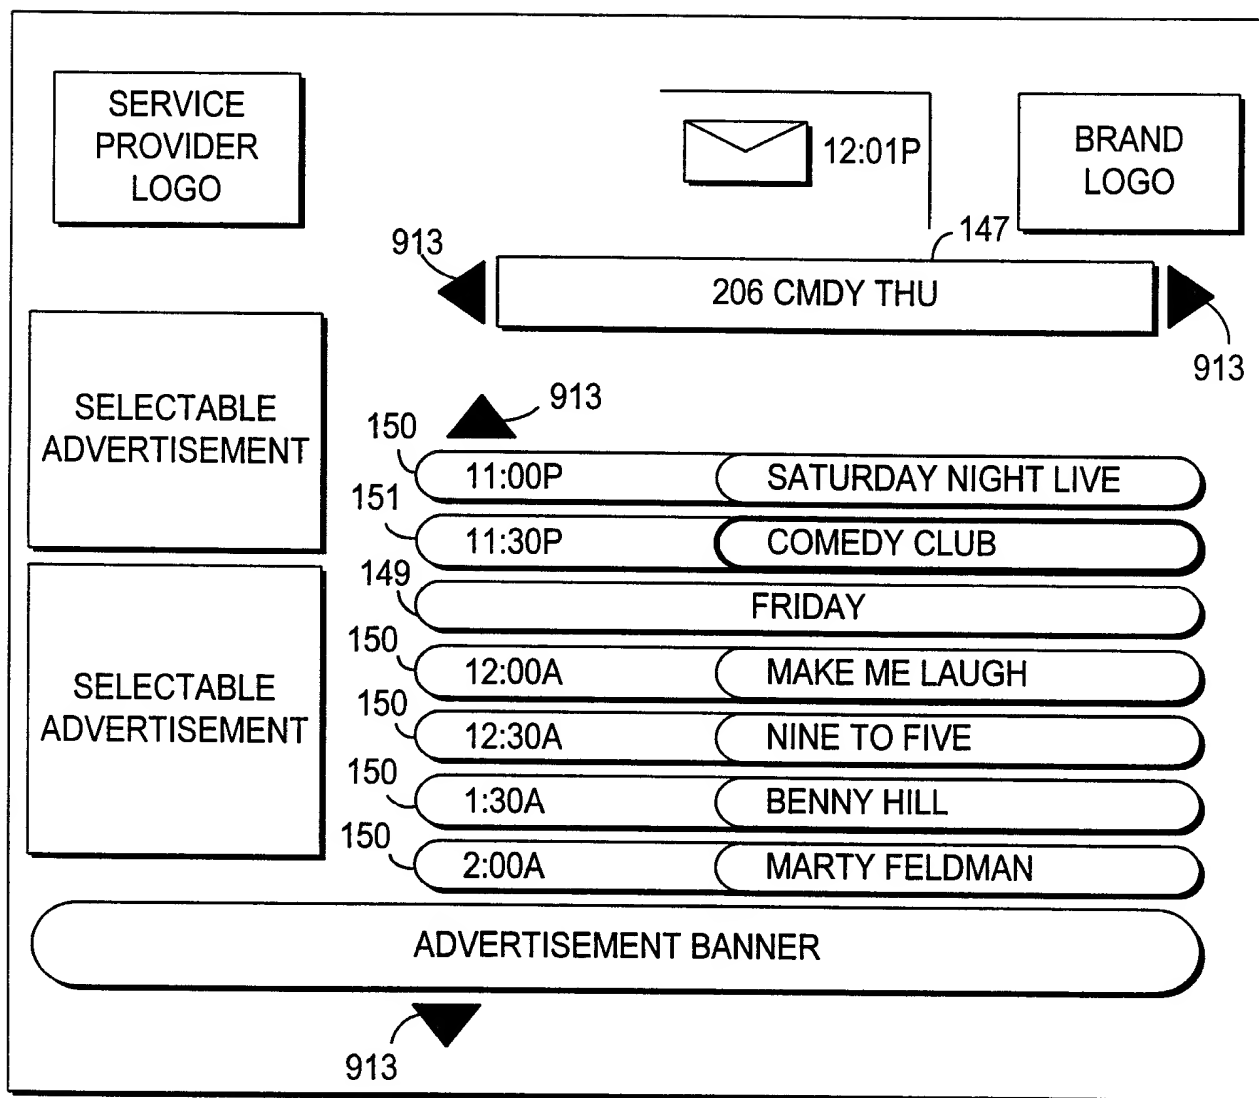 SERVICE
PROVIDER
LOGO
12:01P
BRAND
LOGO
147
913
206 CMDY THU
913
SELECTABLE
ADVERTISEMENT
913
150
11:00P SATURDAY NIGHT LIVE
151
11:30P COMEDY CLUB
149
FRIDAY
150
12:00A MAKE ME LAUGH
150
12:30A NINE TO FIVE
SELECTABLE
ADVERTISEMENT
150
1:30A BENNY HILL
150
2:00A MARTY FELDMAN
ADVERTISEMENT BANNER
913